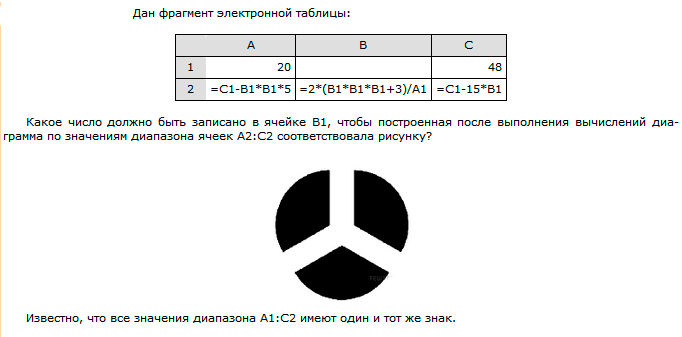 Дан фрагмент электронной таблицы:
A B C
1 20 48
2 =C1-B1*B1*5 =2*(B1*B1*B1+3)/A1 =C1-15*B1
Какое число должно быть записано в ячейке B1, чтобы построенная после выполнения вычислений диа-
грамма по значениям диапазона ячеек A2:C2 соответствовала рисунку?
Известно, что все значения диапазона A1:C2 имеют один и тот же знак.